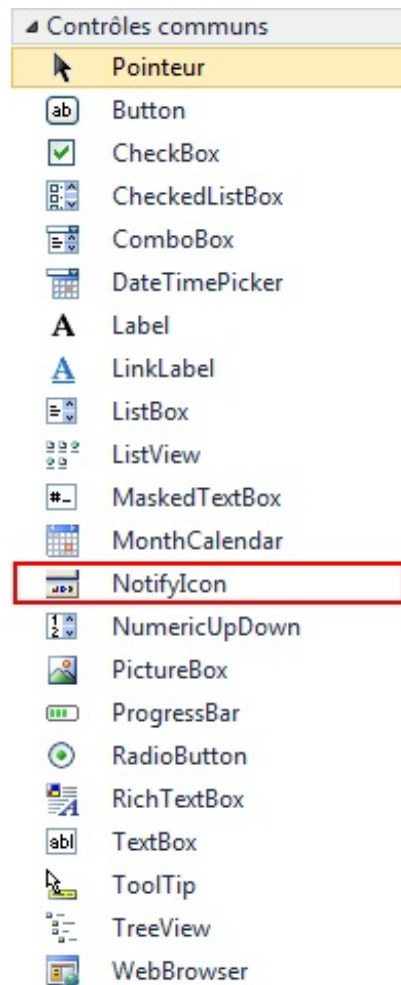 Contrôles communs
Pointeur
Button
CheckBox
CheckedListBox
ComboBox
DateTimePicker
Label
LinkLabel
ListBox
ListView
MaskedTextBox
MonthCalendar
NotifyIcon
NumericUpDown
PictureBox
ProgressBar
RadioButton
RichTextBox
TextBox
ToolTip
TreeView
WebBrowser